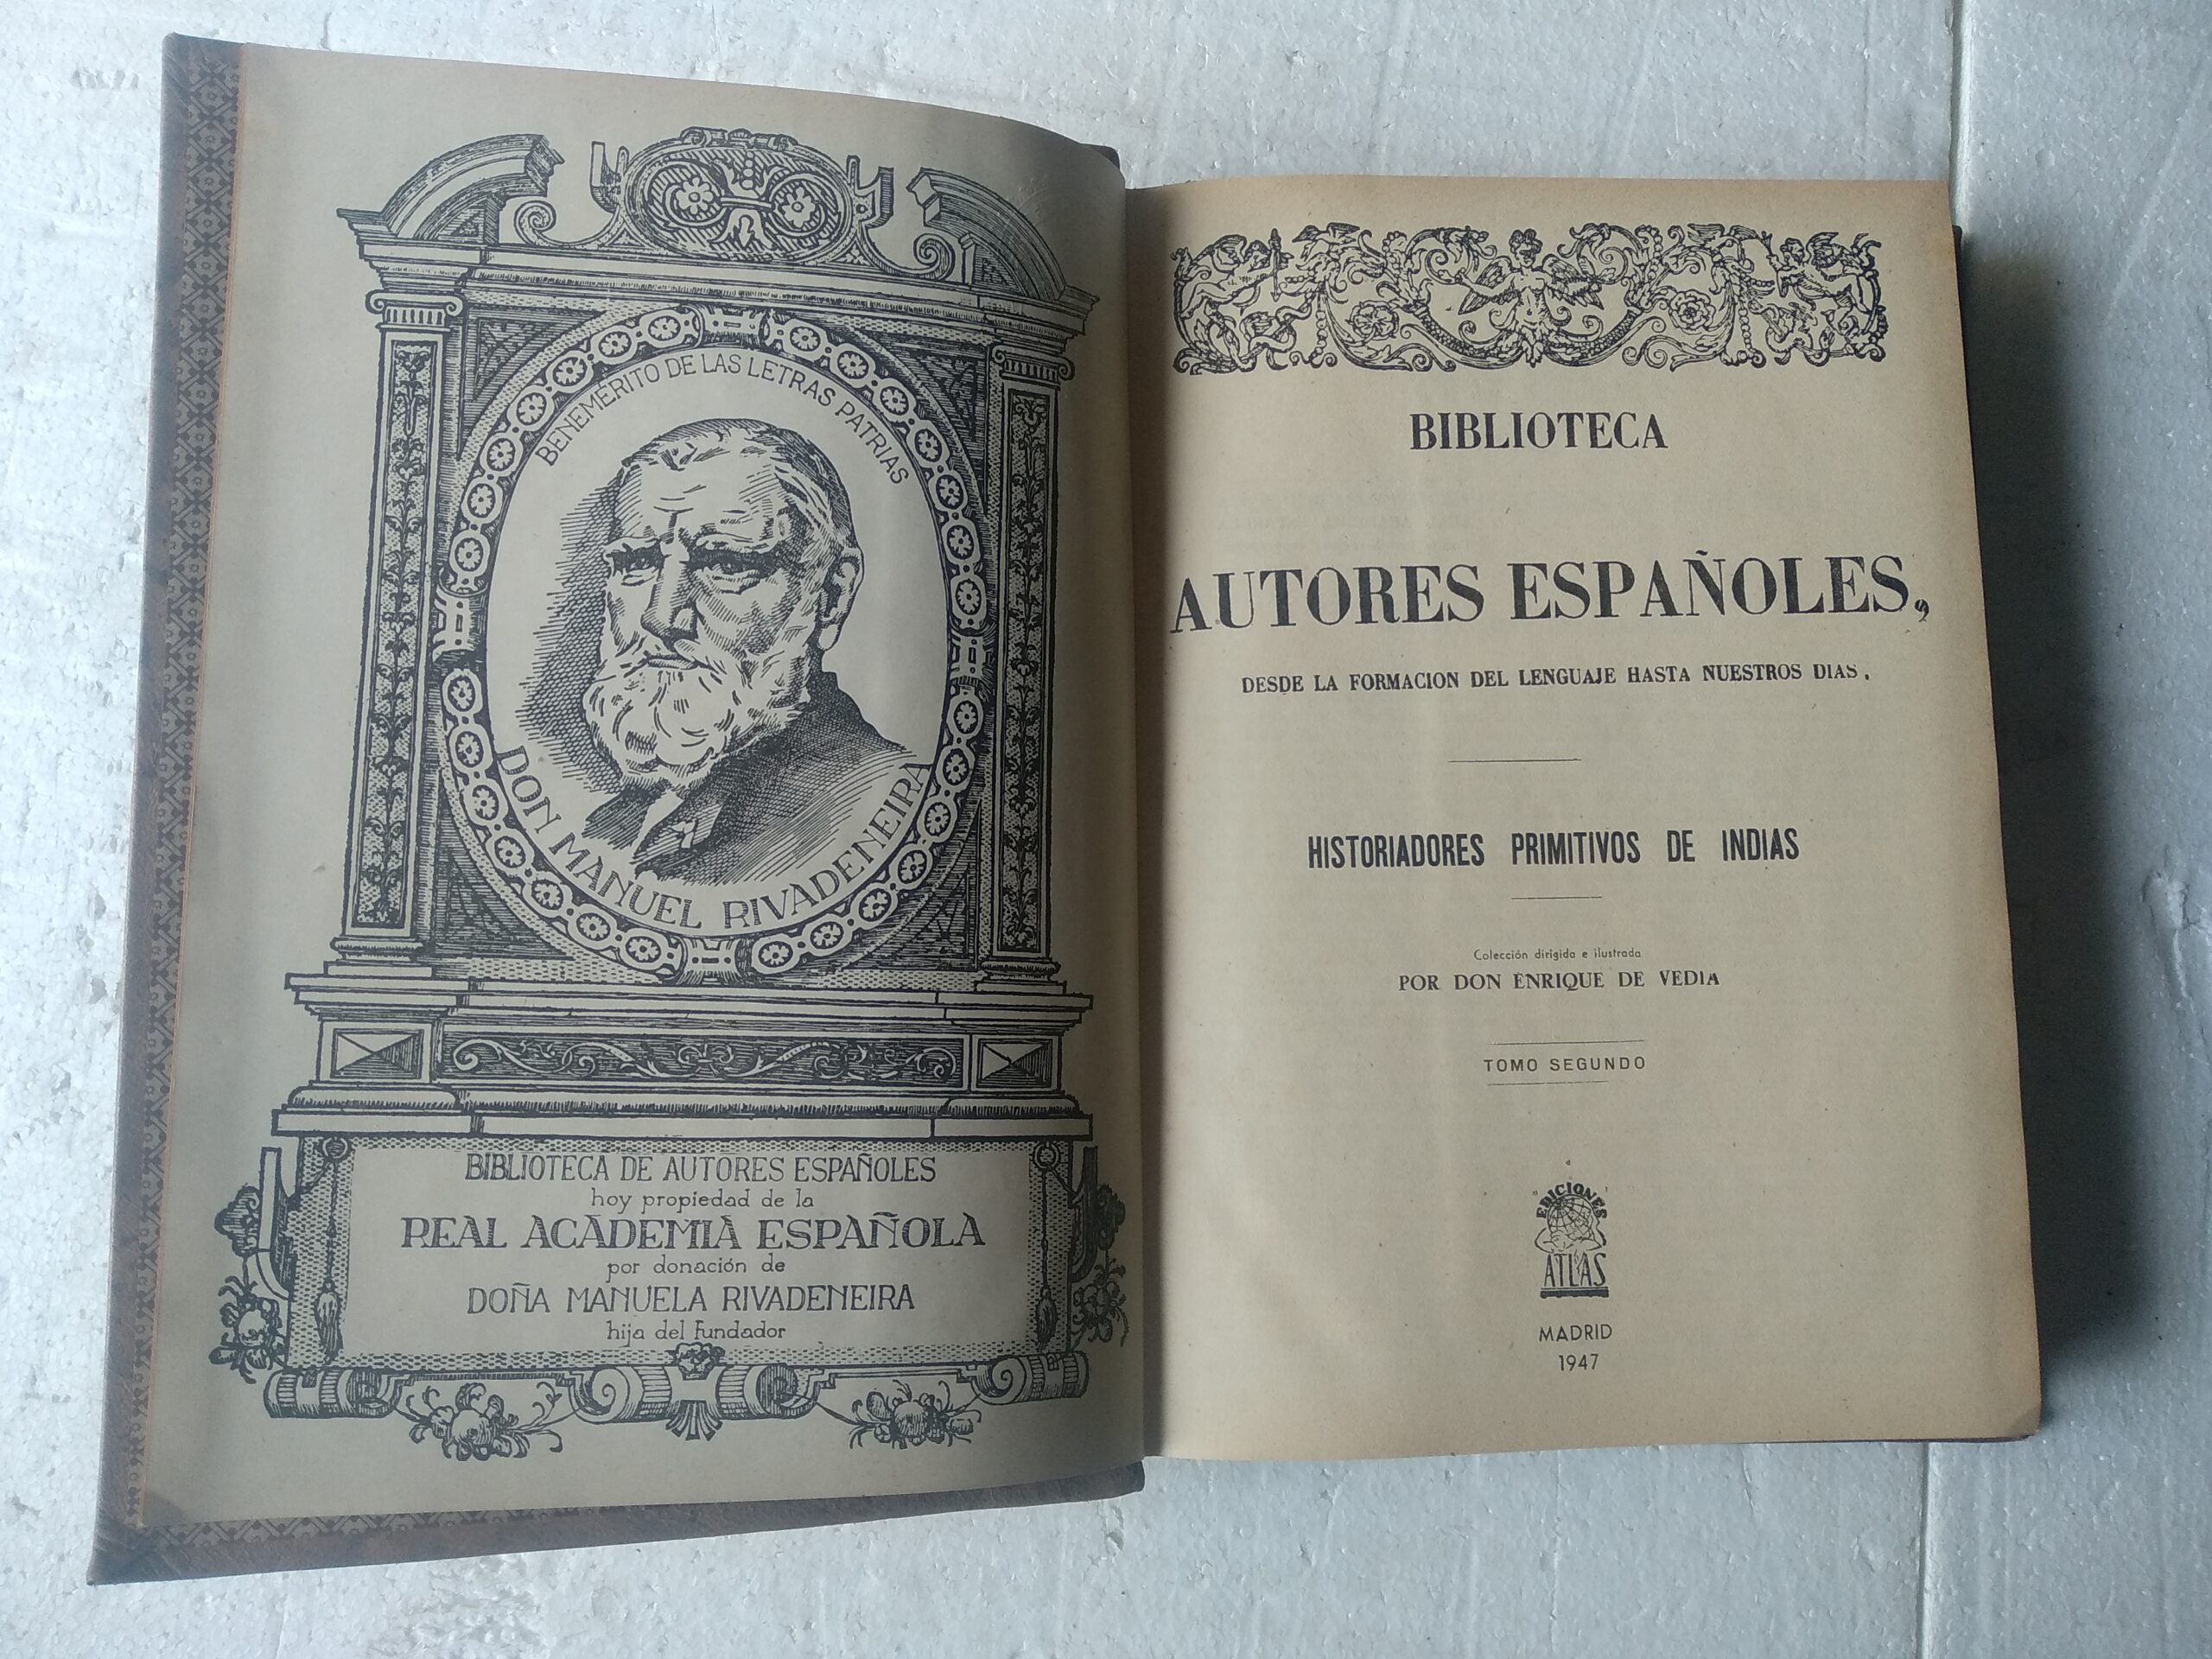 BENEMÉRITO DE LAS LETRAS PATRIAS
DON MANUEL RIVADENEIRA
BIBLIOTECA DE AUTORES ESPAÑOLES
hoy propiedad de la
REAL ACADEMIA ESPAÑOLA
por donación de
DOÑA MANUELA RIVADENEIRA
hija del Fundador
BIBLIOTECA
AUTORES ESPAÑOLES,
DESDE LA FORMACION DEL LENGUAJE HASTA NUESTROS DIAS.
HISTORIADORES PRIMITIVOS DE INDIAS
Colección dirigida e ilustrada
POR DON ENRIQUE DE VEDIA
TOMO SEGUNDO
EDICIONES
ATLAS
MADRID
1947